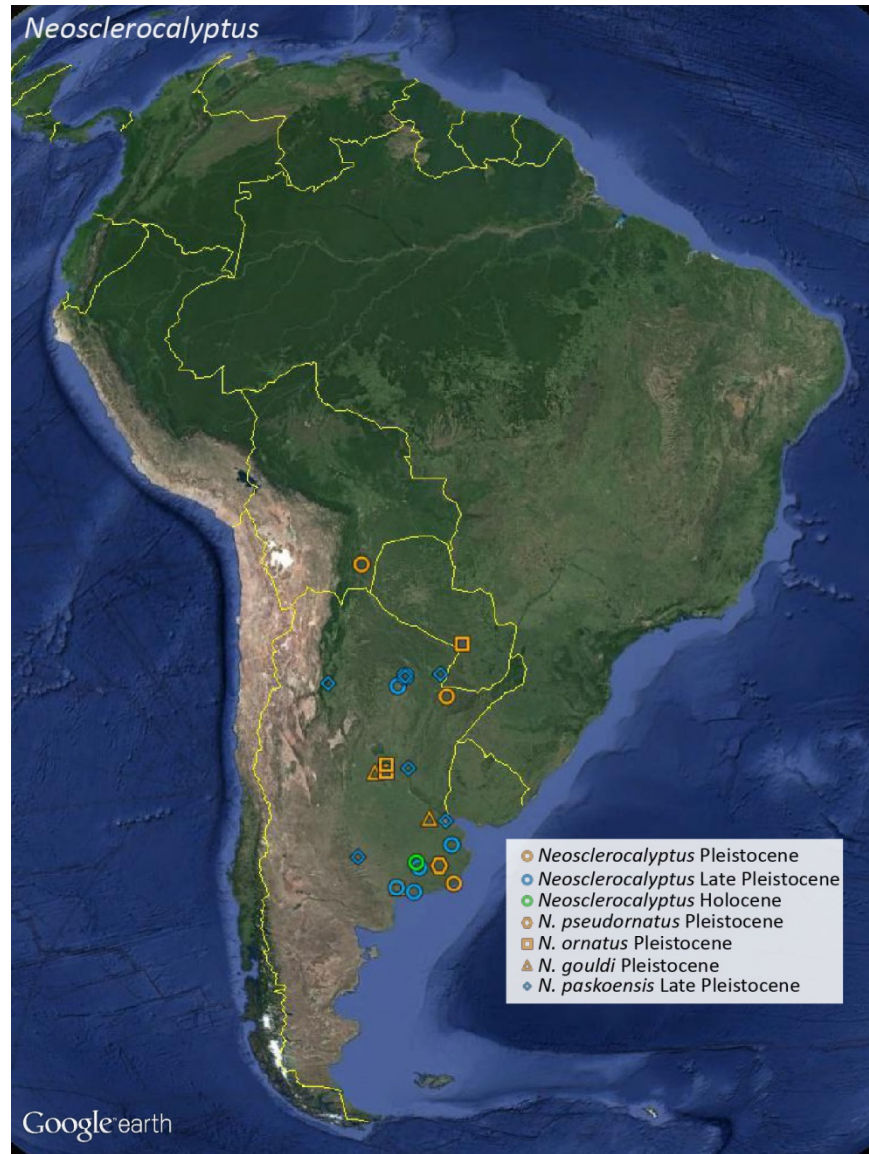 Neosclerocalyptus
Neosclerocalyptus Pleistocene
Neosclerocalyptus Late Pleistocene
Neosclerocalyptus Holocene
N. pseudornatus Pleistocene
N. ornatus Pleistocene
N. gouldi Pleistocene
N. paskoensis Late Pleistocene
Google earth